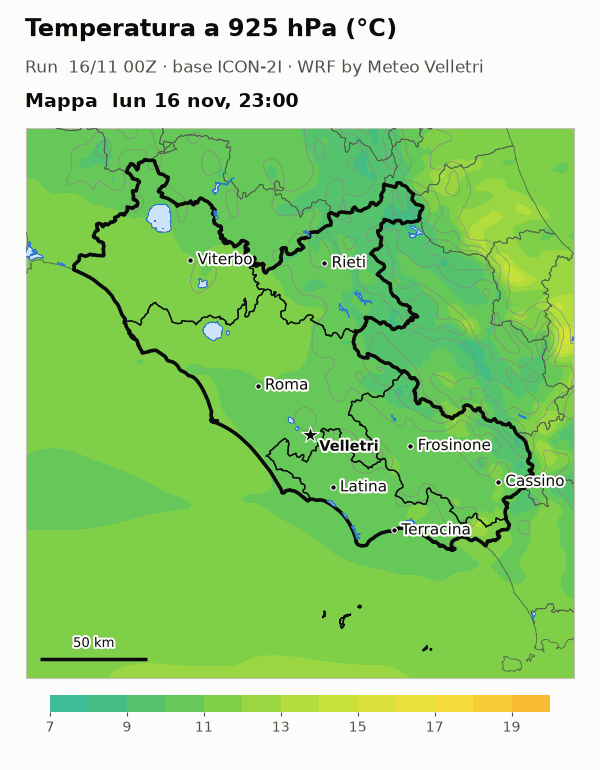 Temperatura a 925 hPa (°C)
Run  16/11 00Z · base ICON-2I · WRF by Meteo Velletri
Mappa  lun 16 nov, 23:00
Viterbo
Rieti
Roma
Velletri
Frosinone
Cassino
Latina
Terracina
50 km
7 9 11 13 15 17 19